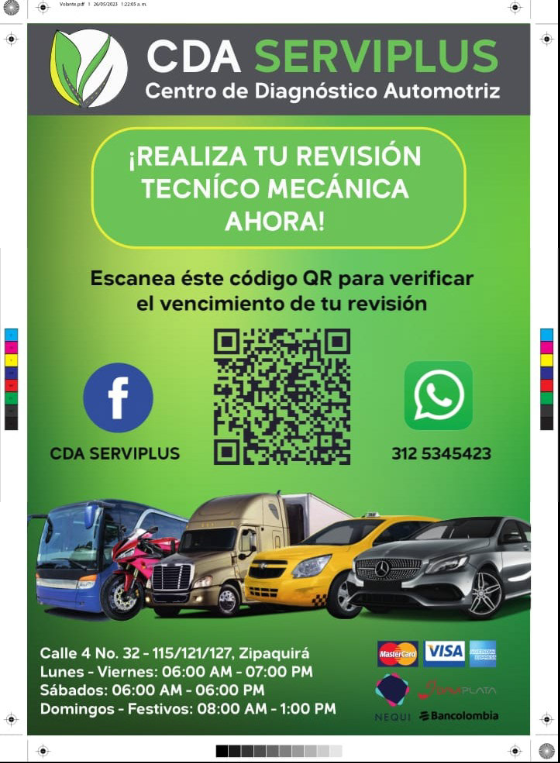 Volante.pdf 1 26/05/2023 1:22:05 a. m.
CDA SERVIPLUS
Centro de Diagnóstico Automotriz
¡REALIZA TU REVISIÓN
TECNÍCO MECÁNICA
AHORA!
Escanea éste código QR para verificar
el vencimiento de tu revisión
CDA SERVIPLUS
312 5345423
TAXI
Calle 4 No. 32 - 115/121/127, Zipaquirá
Lunes - Viernes: 06:00 AM - 07:00 PM
Sábados: 06:00 AM - 06:00 PM
Domingos - Festivos: 08:00 AM - 1:00 PM
MasterCard
VISA
AMERICAN EXPRESS
NEQUI
Bancolombia